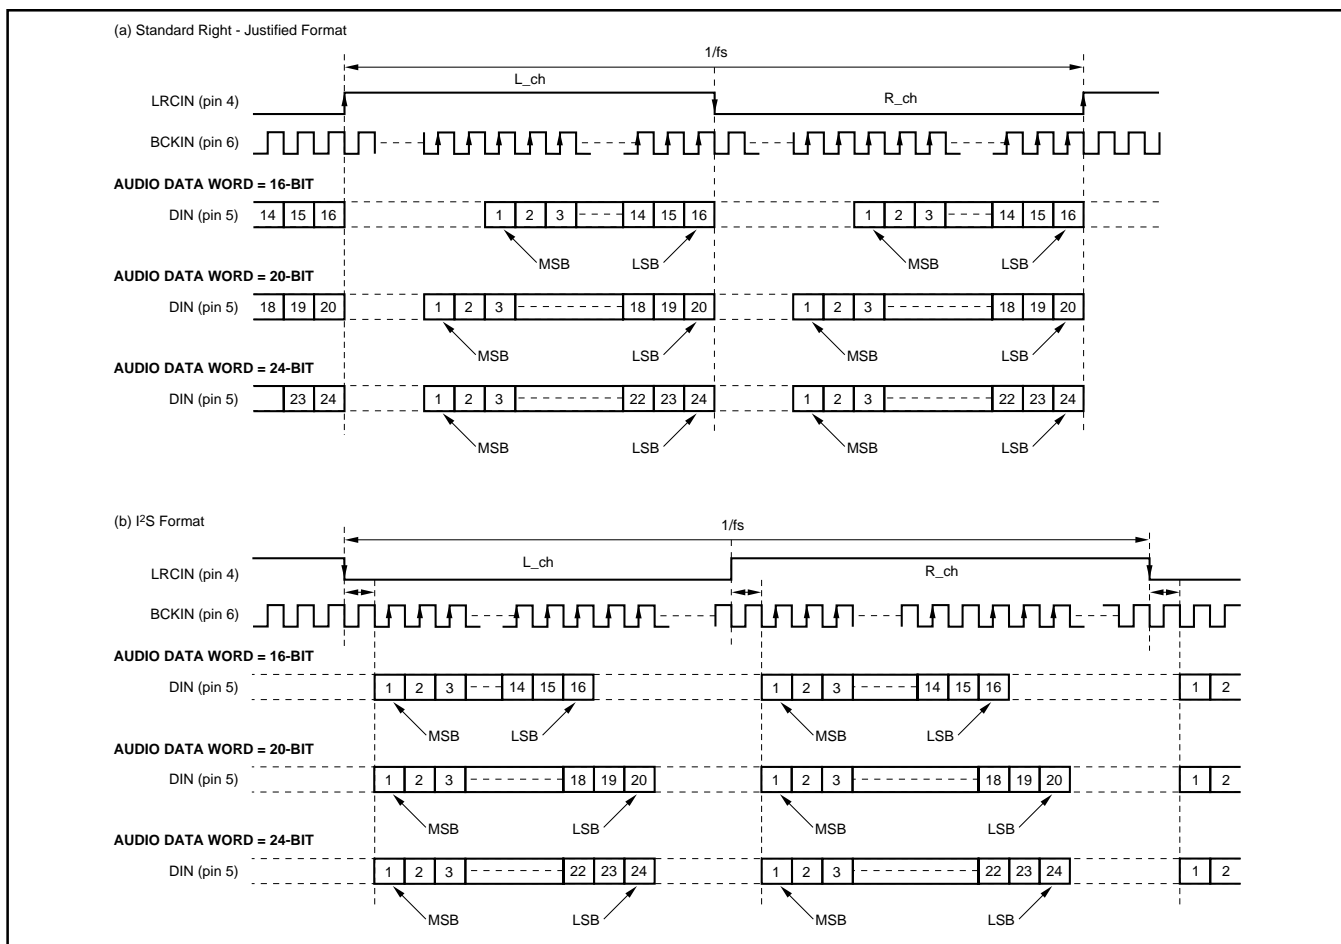 (a) Standard Right - Justified Format
1/fs
L_ch
R_ch
LRCIN (pin 4)
BCKIN (pin 6)
AUDIO DATA WORD = 16-BIT
DIN (pin 5) 14 15 16 1 2 3 14 15 16 1 2 3 14 15 16
MSB LSB MSB LSB
AUDIO DATA WORD = 20-BIT
DIN (pin 5) 18 19 20 1 2 3 18 19 20 1 2 3 18 19 20
MSB LSB MSB LSB
AUDIO DATA WORD = 24-BIT
DIN (pin 5) 23 24 1 2 3 22 23 24 1 2 3 22 23 24
MSB LSB MSB LSB
(b) I²S Format
1/fs
L_ch
R_ch
LRCIN (pin 4)
BCKIN (pin 6)
AUDIO DATA WORD = 16-BIT
DIN (pin 5) 1 2 3 14 15 16 1 2 3 14 15 16 1 2
MSB LSB MSB LSB
AUDIO DATA WORD = 20-BIT
DIN (pin 5) 1 2 3 18 19 20 1 2 3 18 19 20 1 2
MSB LSB MSB LSB
AUDIO DATA WORD = 24-BIT
DIN (pin 5) 1 2 3 22 23 24 1 2 3 22 23 24 1 2
MSB LSB MSB LSB